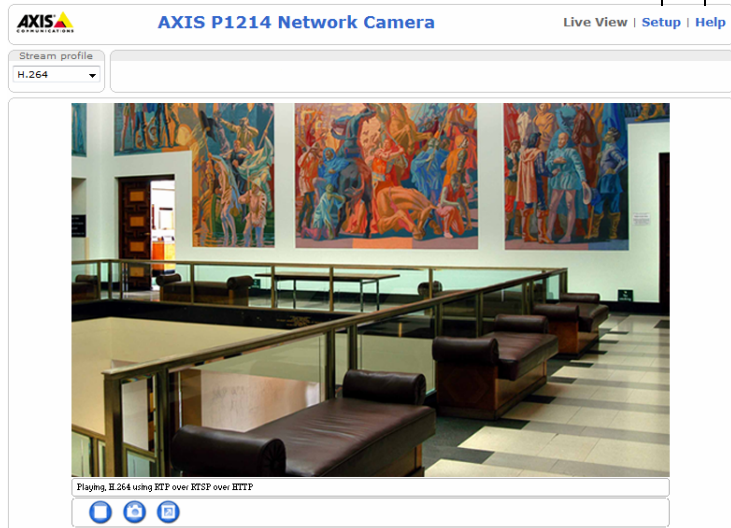 AXIS
COMMUNICATIONS
AXIS P1214 Network Camera
Live View | Setup | Help
Stream profile
H.264
Playing, H.264 using RTP over RTSP over HTTP